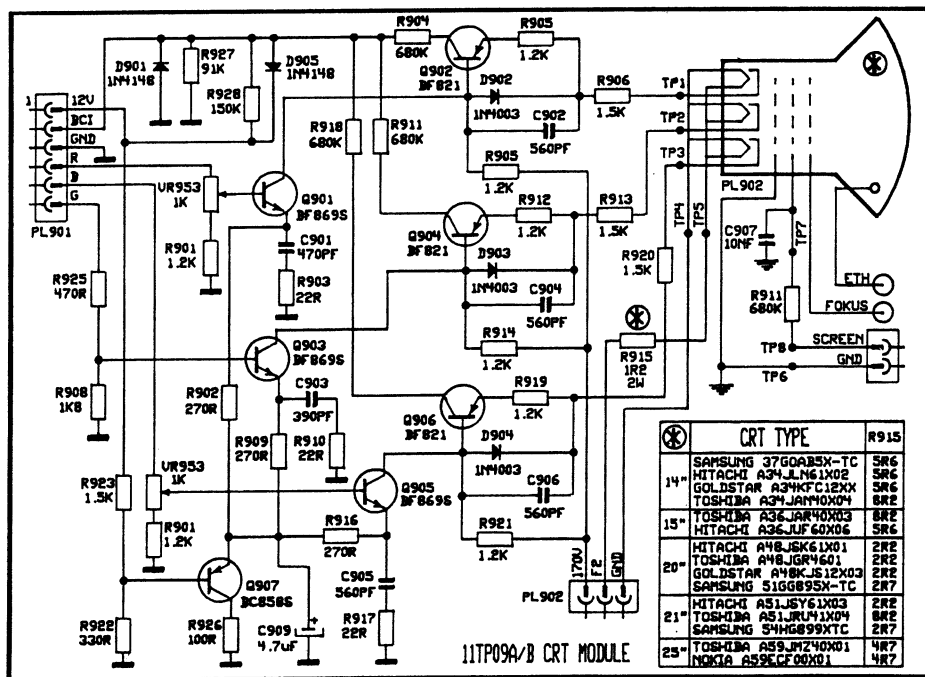 R904
680K
R905
1.2K
D901
1N4148
R927
91K
D905
1N4148
R928
150K
Q902
BF821
D902
1N4003
R906
1.5K
TP1
TP2
TP3
C902
560PF
1
12V
BCI
GND
R
B
G
PL901
R918
680K
R911
680K
R905
1.2K
PL902
TP4
TP5
VR953
1K
Q901
BF869S
R912
1.2K
R913
1.5K
Q904
BF821
C901
470PF
R901
1.2K
D903
1N4003
R920
1.5K
C907
10NF
TP7
R925
470R
R903
22R
C904
560PF
R911
680K
ETH
FOKUS
Q903
BF869S
R914
1.2K
R915
1R2
2W
TP8
SCREEN
GND
TP6
R908
1K8
R902
270R
C903
390PF
R919
1.2K
Q906
BF821
R909
270R
R910
22R
D904
1N4003
R923
1.5K
VR953
1K
Q905
BF869S
C906
560PF
R901
1.2K
R916
270R
R921
1.2K
170V
F2
GND
Q907
BC858S
C905
560PF
PL902
R922
330R
R926
100R
C909
4.7uF
+
R917
22R
11TP09A/B CRT MODULE
CRT TYPE R915
14" SAMSUNG 37GOAB5X-TC 5R6
HITACHI A34JLN61X02 5R6
GOLDSTAR A34KFC12XX 5R6
TOSHIBA A34JAN40X04 8R2
15" TOSHIBA A36JAR40X03 8R2
HITACHI A36JUF60X06 5R6
20" HITACHI A48JSK61X01 2R2
TOSHIBA A48JGR4601 2R2
GOLDSTAR A48KJS12X03 2R2
SAMSUNG 51GG895X-TC 2R7
21" HITACHI A51JSY61X03 2R2
TOSHIBA A51JRU41X04 8R2
SAMSUNG 54HG899XTC 2R7
25" TOSHIBA A59JMZ40X01 4R7
NOKIA A59ECF00X01 4R7